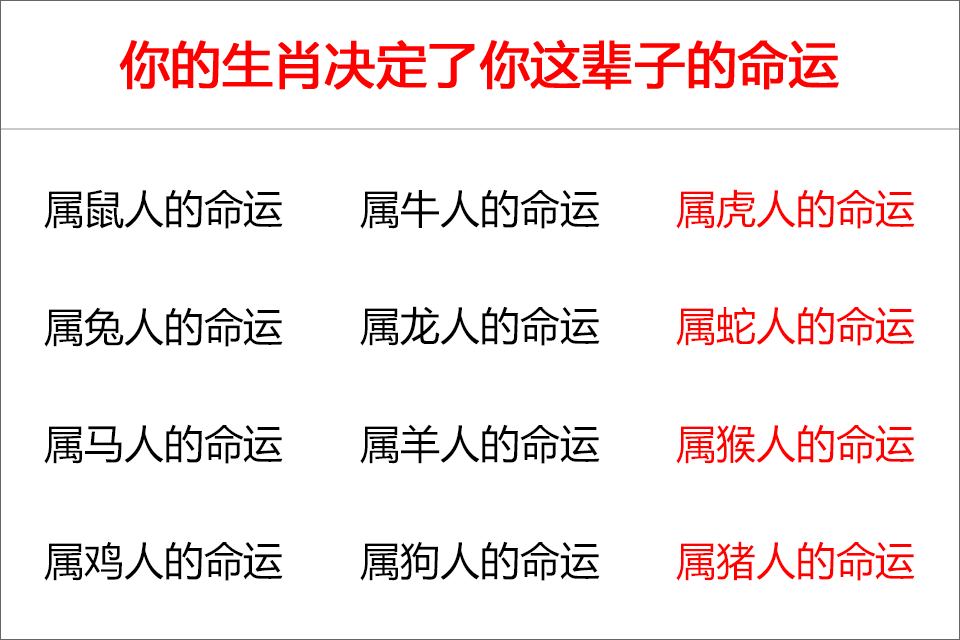 你的生肖决定了你这辈子的命运
属鼠人的命运 属牛人的命运 属虎人的命运
属兔人的命运 属龙人的命运 属蛇人的命运
属马人的命运 属羊人的命运 属猴人的命运
属鸡人的命运 属狗人的命运 属猪人的命运